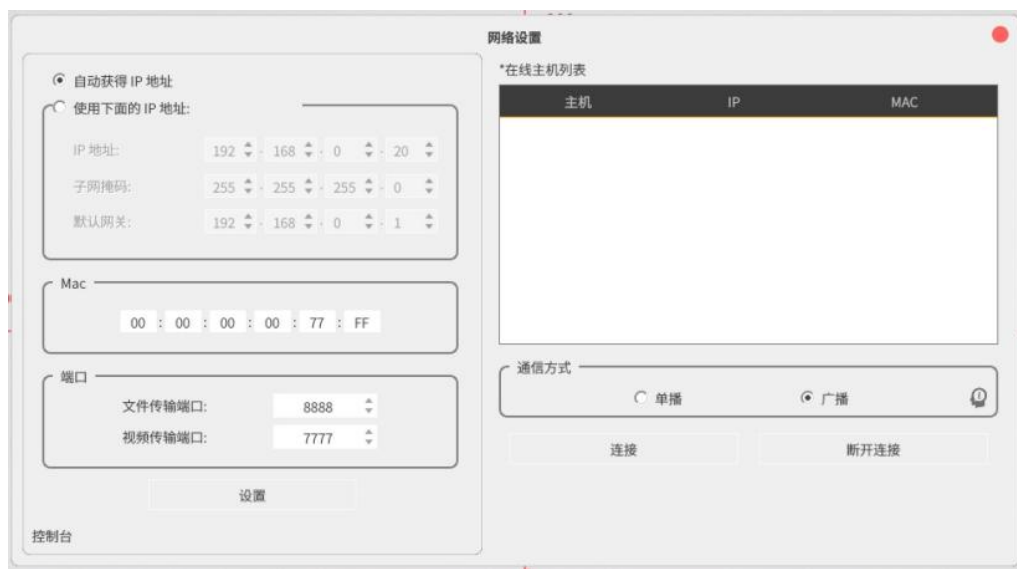 网络设置
自动获得 IP 地址
使用下面的 IP 地址:
IP 地址: 192 . 168 . 0 . 20
子网掩码: 255 . 255 . 255 . 0
默认网关: 192 . 168 . 0 . 1
Mac
00 : 00 : 00 : 00 : 77 : FF
端口
文件传输端口: 8888
视频传输端口: 7777
设置
控制台
*在线主机列表
主机 IP MAC
通信方式
单播 广播
连接 断开连接